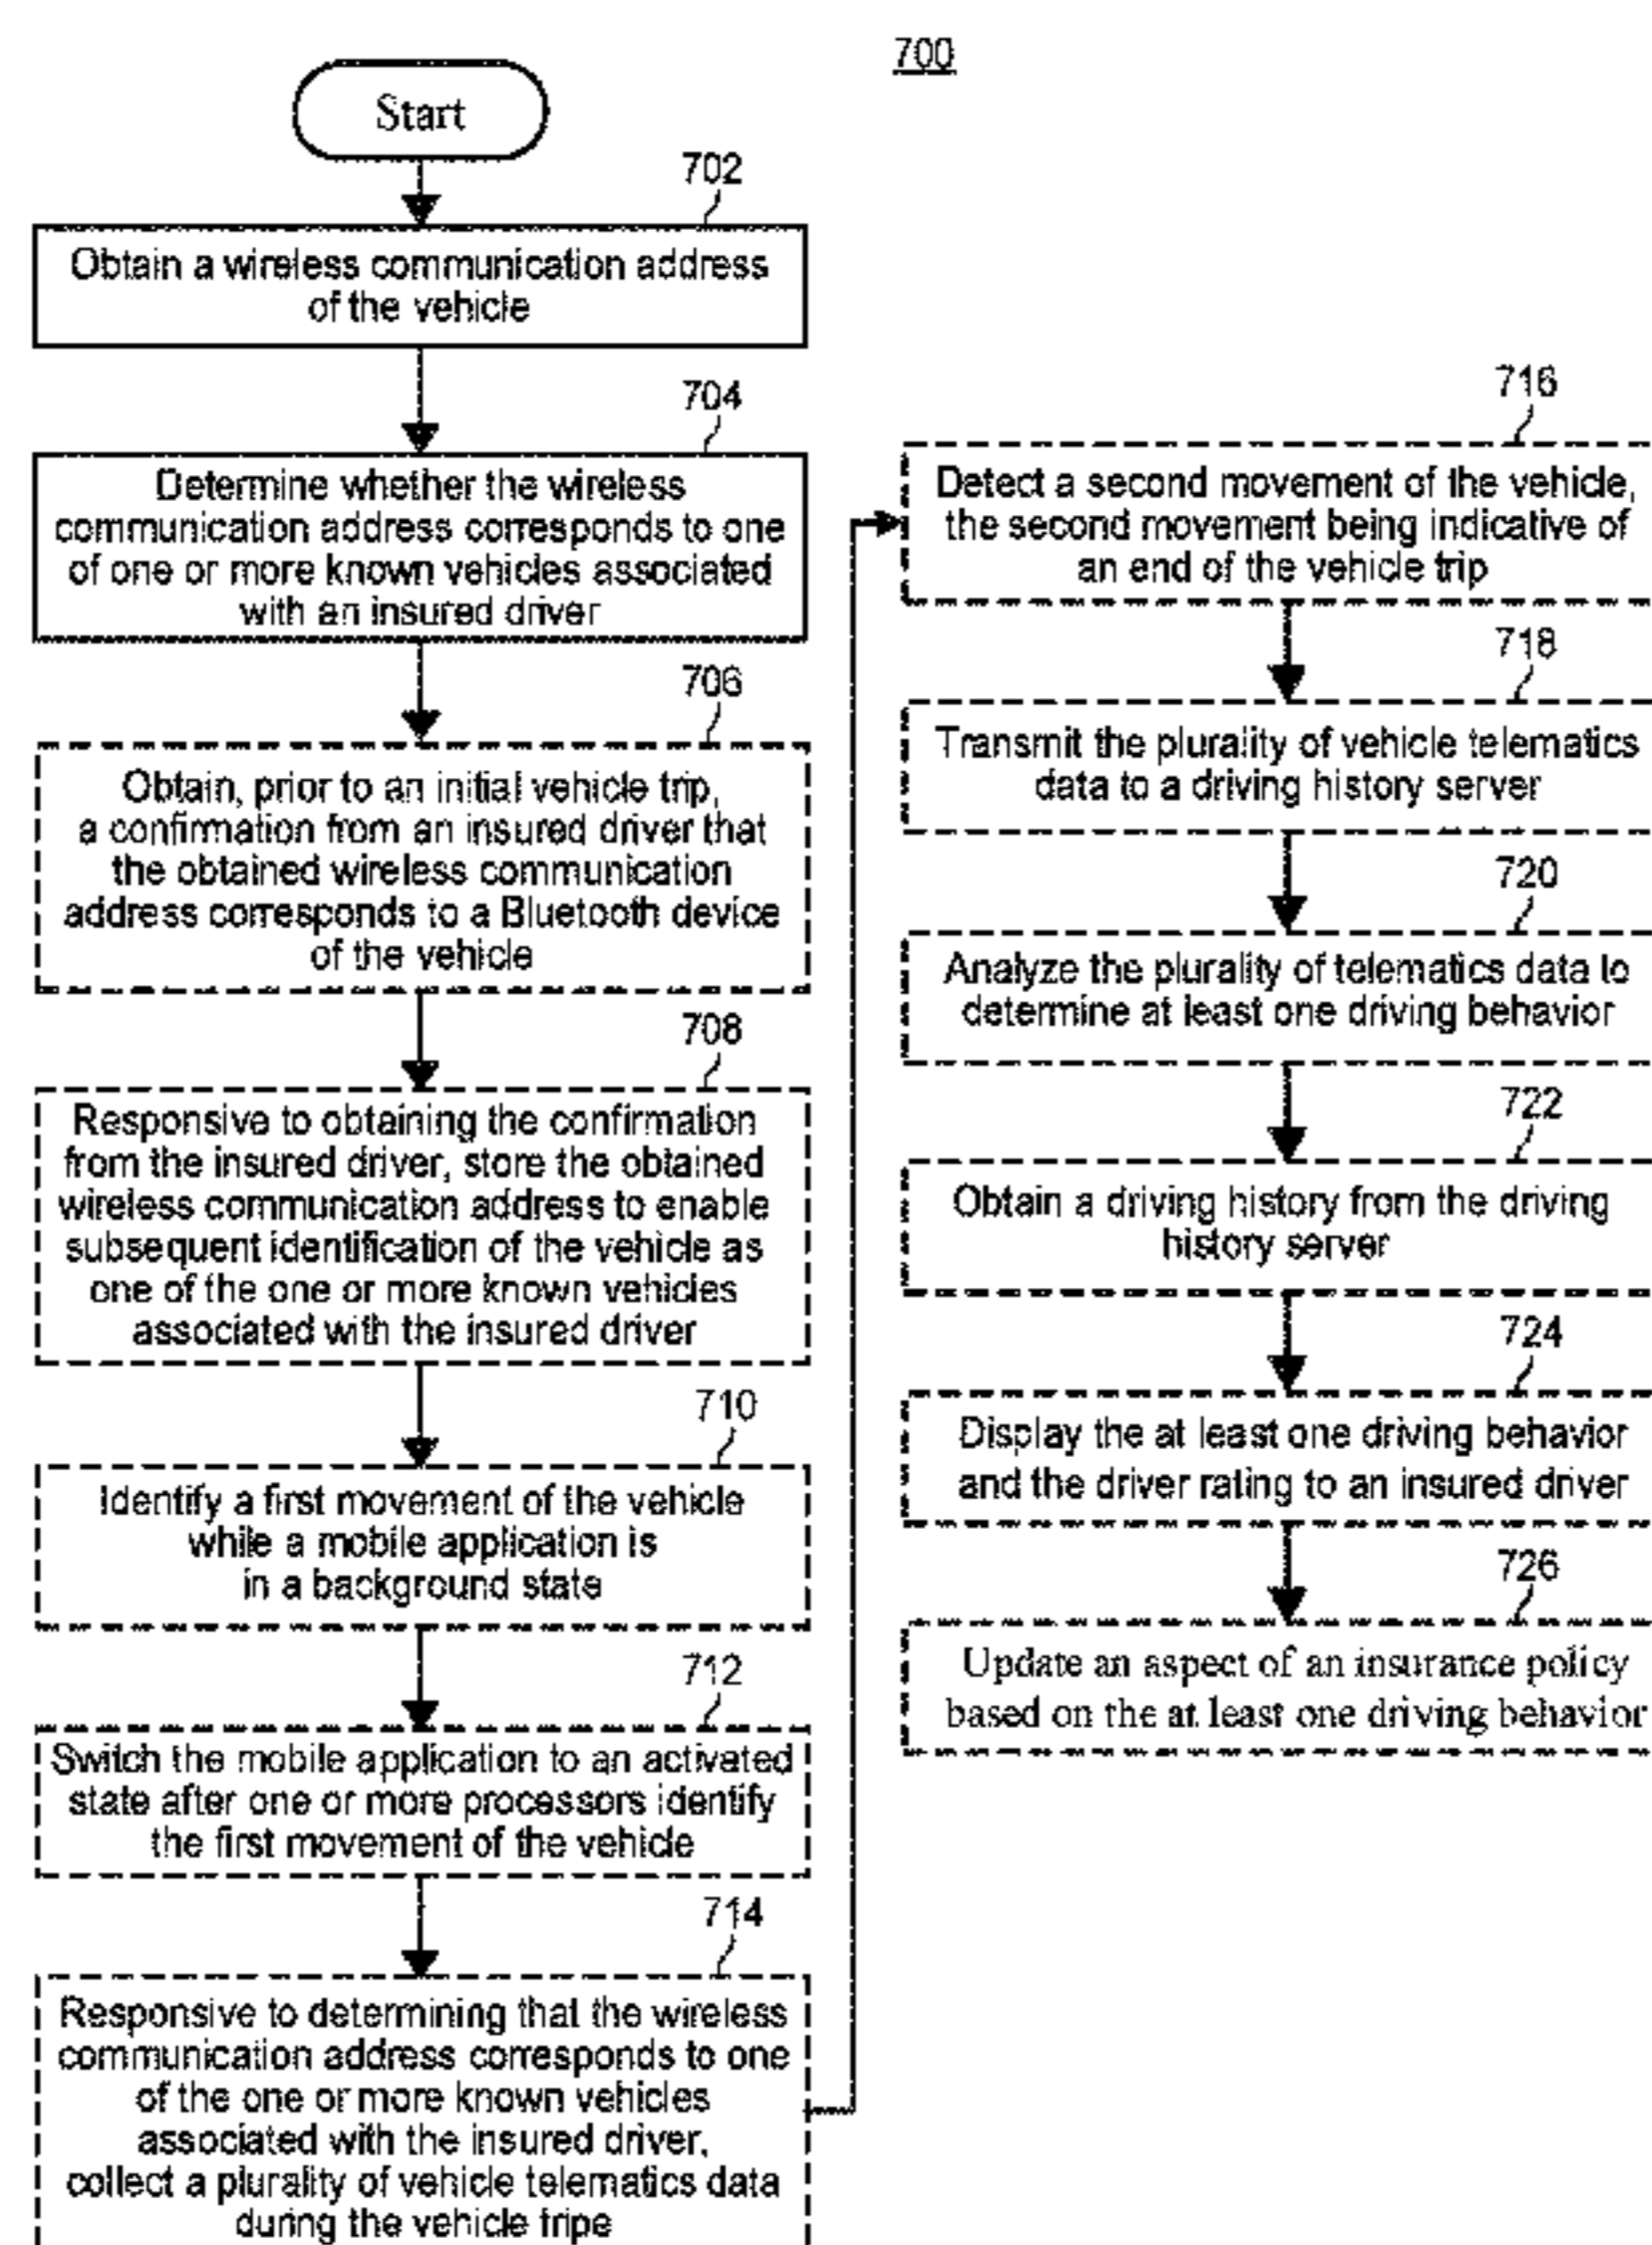 700
Start
702
Obtain a wireless communication address
of the vehicle
704
Determine whether the wireless
communication address corresponds to one
of one or more known vehicles associated
with an insured driver
706
Obtain, prior to an initial vehicle trip,
a confirmation from an insured driver that
the obtained wireless communication
address corresponds to a Bluetooth device
of the vehicle
708
Responsive to obtaining the confirmation
from the insured driver, store the obtained
wireless communication address to enable
subsequent identification of the vehicle as
one of the one or more known vehicles
associated with the insured driver
710
Identify a first movement of the vehicle
while a mobile application is
in a background state
712
Switch the mobile application to an activated
state after one or more processors identify
the first movement of the vehicle
714
Responsive to determining that the wireless
communication address corresponds to one
of the one or more known vehicles
associated with the insured driver,
collect a plurality of vehicle telematics data
during the vehicle tripe
716
Detect a second movement of the vehicle,
the second movement being indicative of
an end of the vehicle trip
718
Transmit the plurality of vehicle telematics
data to a driving history server
720
Analyze the plurality of telematics data to
determine at least one driving behavior
722
Obtain a driving history from the driving
history server
724
Display the at least one driving behavior
and the driver rating to an insured driver
726
Update an aspect of an insurance policy
based on the at least one driving behavior